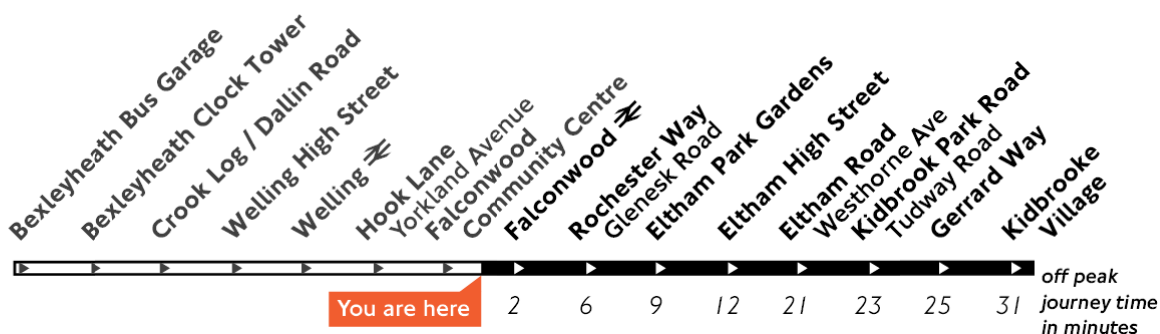 Bexleyheath Bus Garage
Bexleyheath Clock Tower
Crook Log / Dallin Road
Welling High Street
Welling
Hook Lane
Yorkland Avenue
Falconwood
Community Centre
Falconwood
Rochester Way
Glenesk Road
Eltham Park Gardens
Eltham High Street
Eltham Road
Westhorne Ave
Kidbrook Park Road
Tudway Road
Gerrard Way
Kidbrooke
Village
You are here
2 6 9 12 21 23 25 31
off peak
journey time
in minutes